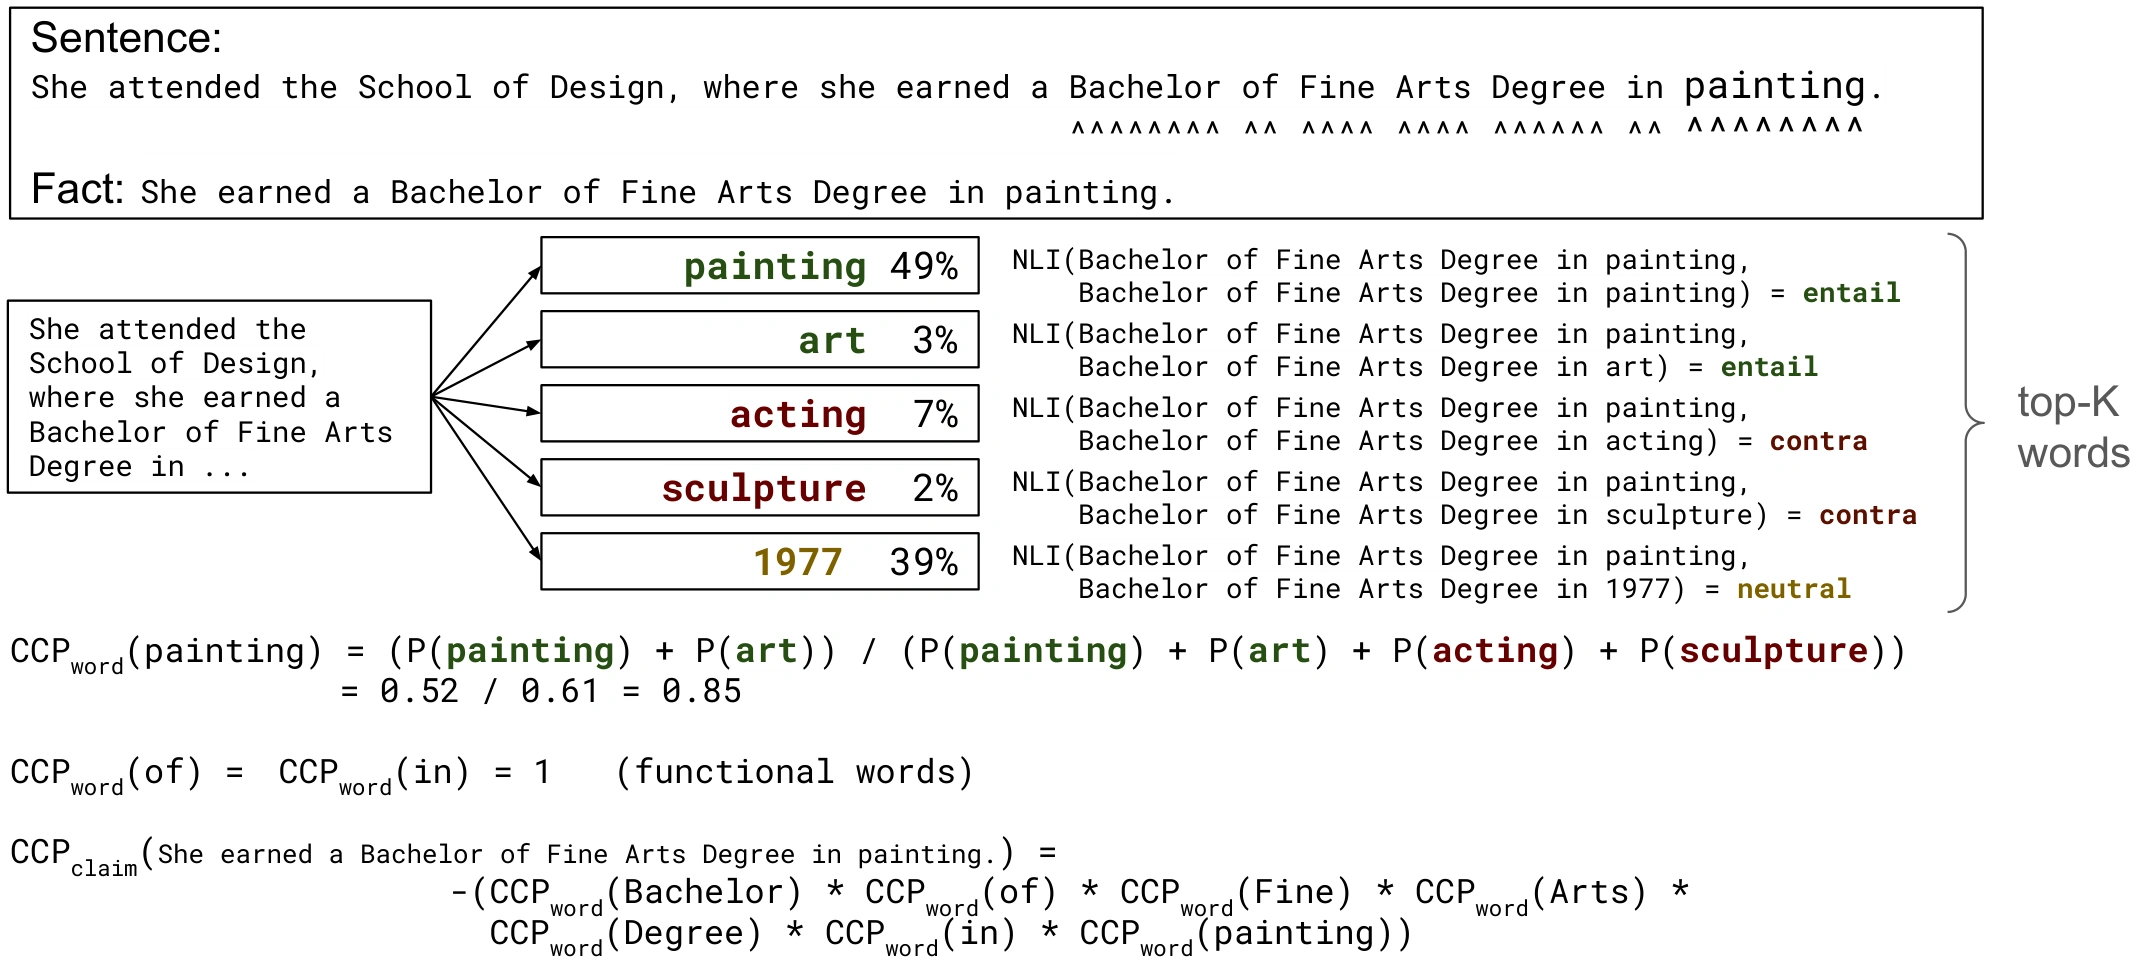 Sentence:
She attended the School of Design, where she earned a Bachelor of Fine Arts Degree in painting.
^^^^^^^^ ^^ ^^^^ ^^^^ ^^^^^^ ^^ ^^^^^^^^
Fact: She earned a Bachelor of Fine Arts Degree in painting.
She attended the
School of Design,
where she earned a
Bachelor of Fine Arts
Degree in ...
painting 49%
art 3%
acting 7%
sculpture 2%
1977 39%
NLI(Bachelor of Fine Arts Degree in painting,
Bachelor of Fine Arts Degree in painting) = entail
NLI(Bachelor of Fine Arts Degree in painting,
Bachelor of Fine Arts Degree in art) = entail
NLI(Bachelor of Fine Arts Degree in painting,
Bachelor of Fine Arts Degree in acting) = contra
NLI(Bachelor of Fine Arts Degree in painting,
Bachelor of Fine Arts Degree in sculpture) = contra
NLI(Bachelor of Fine Arts Degree in painting,
Bachelor of Fine Arts Degree in 1977) = neutral
top-K
words
CCPword(painting) = (P(painting) + P(art)) / (P(painting) + P(art) + P(acting) + P(sculpture))
= 0.52 / 0.61 = 0.85
CCPword(of) = CCPword(in) = 1 (functional words)
CCPclaim(She earned a Bachelor of Fine Arts Degree in painting.) =
-(CCPword(Bachelor) * CCPword(of) * CCPword(Fine) * CCPword(Arts) *
CCPword(Degree) * CCPword(in) * CCPword(painting))